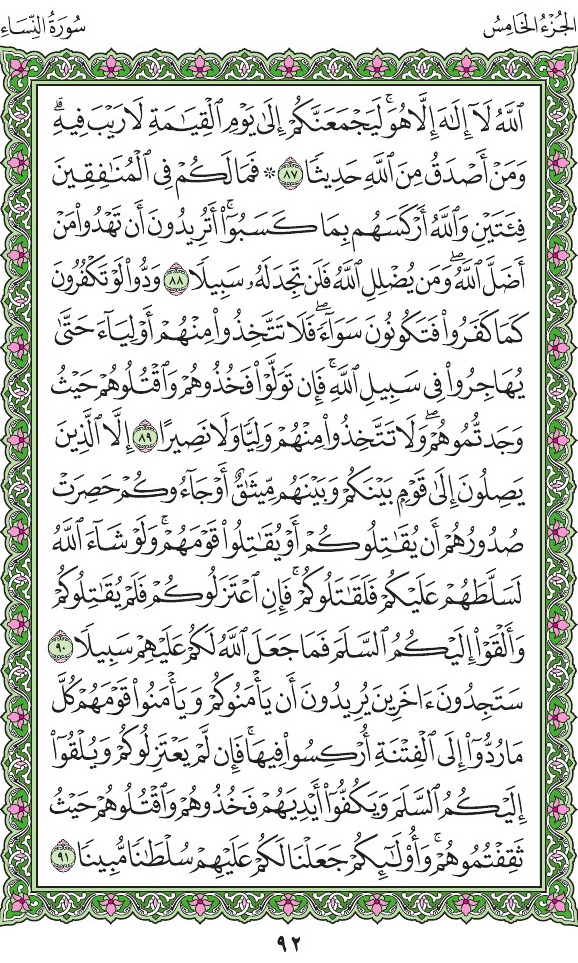 الجُزْءُ الخَامِسُ
سُورَةُ النِّسَاءِ
ٱللَّهُ لَآ إِلَٰهَ إِلَّا هُوَۚ لَيَجْمَعَنَّكُمْ إِلَىٰ يَوْمِ ٱلْقِيَٰمَةِ لَا رَيْبَ فِيهِۗ
وَمَنْ أَصْدَقُ مِنَ ٱللَّهِ حَدِيثًا ٨٧ ۞ فَمَا لَكُمْ فِى ٱلْمُنَٰفِقِينَ
فِئَتَيْنِ وَٱللَّهُ أَرْكَسَهُم بِمَا كَسَبُوٓا۟ۚ أَتُرِيدُونَ أَن تَهْدُوا۟ مَنْ
أَضَلَّ ٱللَّهُۖ وَمَن يُضْلِلِ ٱللَّهُ فَلَن تَجِدَ لَهُۥ سَبِيلًا ٨٨ وَدُّوا۟ لَوْ تَكْفُرُونَ
كَمَا كَفَرُوا۟ فَتَكُونُونَ سَوَآءًۖ فَلَا تَتَّخِذُوا۟ مِنْهُمْ أَوْلِيَآءَ حَتَّىٰ
يُهَاجِرُوا۟ فِى سَبِيلِ ٱللَّهِۚ فَإِن تَوَلَّوْا۟ فَخُذُوهُمْ وَٱقْتُلُوهُمْ حَيْثُ
وَجَدتُّمُوهُمْۖ وَلَا تَتَّخِذُوا۟ مِنْهُمْ وَلِيًّا وَلَا نَصِيرًا ٨٩ إِلَّا ٱلَّذِينَ
يَصِلُونَ إِلَىٰ قَوْمٍۭ بَيْنَكُمْ وَبَيْنَهُم مِّيثَٰقٌ أَوْ جَآءُوكُمْ حَصِرَتْ
صُدُورُهُمْ أَن يُقَٰتِلُوكُمْ أَوْ يُقَٰتِلُوا۟ قَوْمَهُمْۚ وَلَوْ شَآءَ ٱللَّهُ
لَسَلَّطَهُمْ عَلَيْكُمْ فَلَقَٰتَلُوكُمْۚ فَإِنِ ٱعْتَزَلُوكُمْ فَلَمْ يُقَٰتِلُوكُمْ
وَأَلْقَوْا۟ إِلَيْكُمُ ٱلسَّلَمَ فَمَا جَعَلَ ٱللَّهُ لَكُمْ عَلَيْهِمْ سَبِيلًا ٩٠
سَتَجِدُونَ ءَاخَرِينَ يُرِيدُونَ أَن يَأْمَنُوكُمْ وَيَأْمَنُوا۟ قَوْمَهُمْ كُلَّ
مَا رُدُّوٓا۟ إِلَى ٱلْفِتْنَةِ أُرْكِسُوا۟ فِيهَاۚ فَإِن لَّمْ يَعْتَزِلُوكُمْ وَيُلْقُوٓا۟
إِلَيْكُمُ ٱلسَّلَمَ وَيَكُفُّوٓا۟ أَيْدِيَهُمْ فَخُذُوهُمْ وَٱقْتُلُوهُمْ حَيْثُ
ثَقِفْتُمُوهُمْۚ وَأُو۟لَٰٓئِكُمْ جَعَلْنَا لَكُمْ عَلَيْهِمْ سُلْطَٰنًا مُّبِينًا ٩١
٩٢